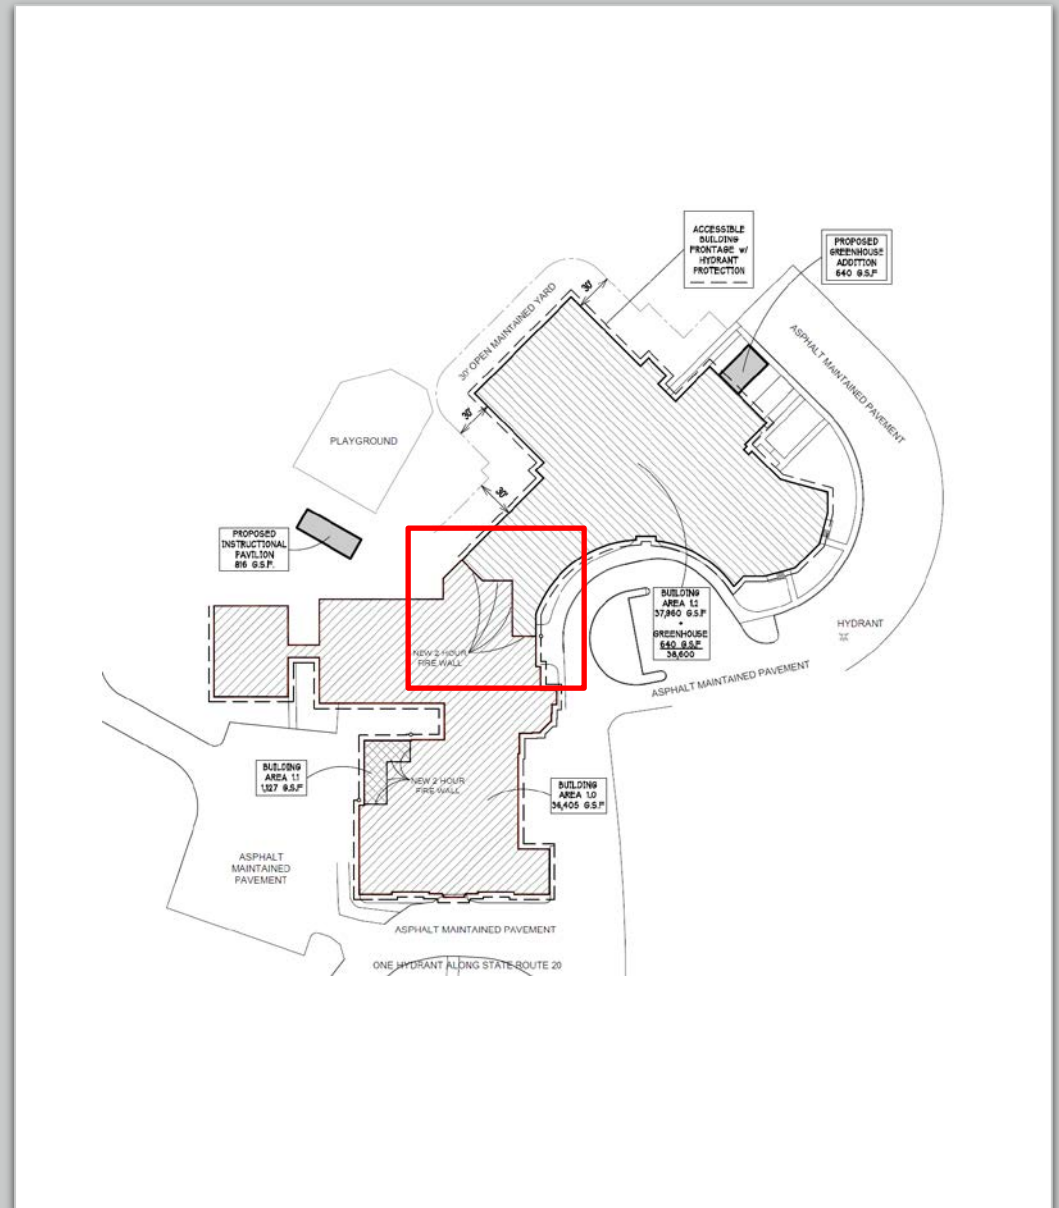 ACCESSIBLE
BUILDING
FRONTAGE w/
HYDRANT
PROTECTION
PROPOSED
GREENHOUSE
ADDITION
640 G.S.F
30'
30' OPEN MAINTAINED YARD
ASPHALT MAINTAINED PAVEMENT
30'
PLAYGROUND
30'
PROPOSED
INSTRUCTIONAL
PAVILION
816 G.S.F.
BUILDING
AREA 1.2
37,960 G.S.F
+
GREENHOUSE
640 G.S.F
38,600
HYDRANT
NEW 2 HOUR
FIRE WALL
ASPHALT MAINTAINED PAVEMENT
BUILDING
AREA 1.1
1,127 G.S.F
NEW 2 HOUR
FIRE WALL
BUILDING
AREA 1.0
36,405 G.S.F
ASPHALT
MAINTAINED
PAVEMENT
ASPHALT MAINTAINED PAVEMENT
ONE HYDRANT ALONG STATE ROUTE 20